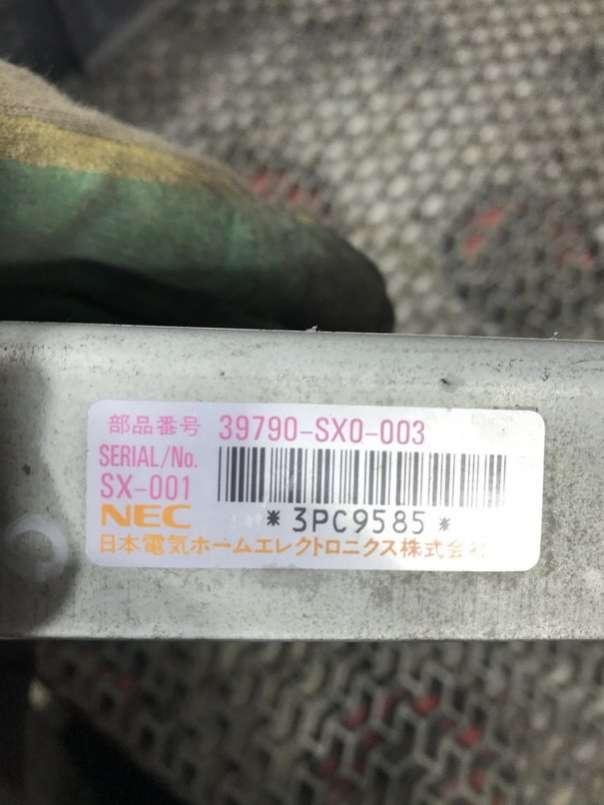 部品番号 39790-SX0-003
SERIAL/No.
SX-001
NEC *3PC9585*
日本電気ホームエレクトロニクス株式会社